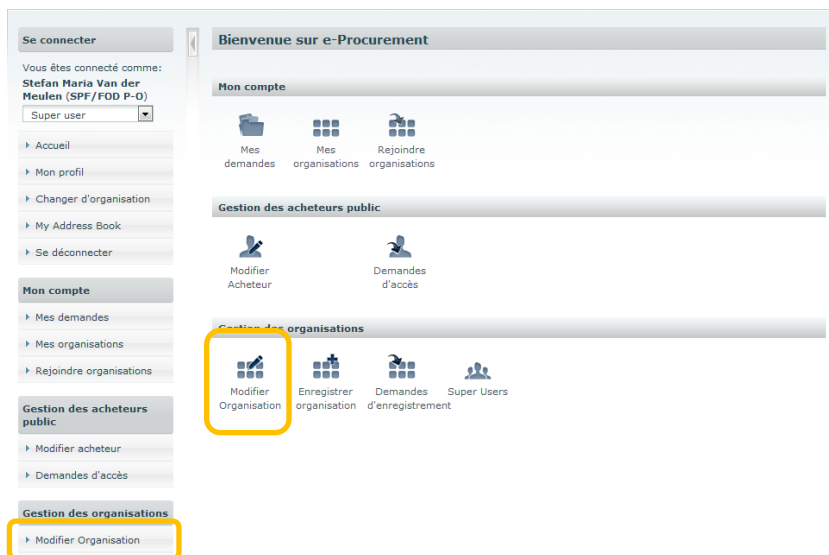 Se connecter
Vous êtes connecté comme:
Stefan Maria Van der
Meulen (SPF/FOD P-O)
Super user
Accueil
Mon profil
Changer d'organisation
My Address Book
Se déconnecter
Mon compte
Mes demandes
Mes organisations
Rejoindre organisations
Gestion des acheteurs
public
Modifier acheteur
Demandes d'accès
Gestion des organisations
Modifier Organisation
Bienvenue sur e-Procurement
Mon compte
Mes
demandes
Mes
organisations
Rejoindre
organisations
Gestion des acheteurs public
Modifier
Acheteur
Demandes
d'accès
Gestion des organisations
Modifier
Organisation
Enregistrer
organisation
Demandes
d'enregistrement
Super Users